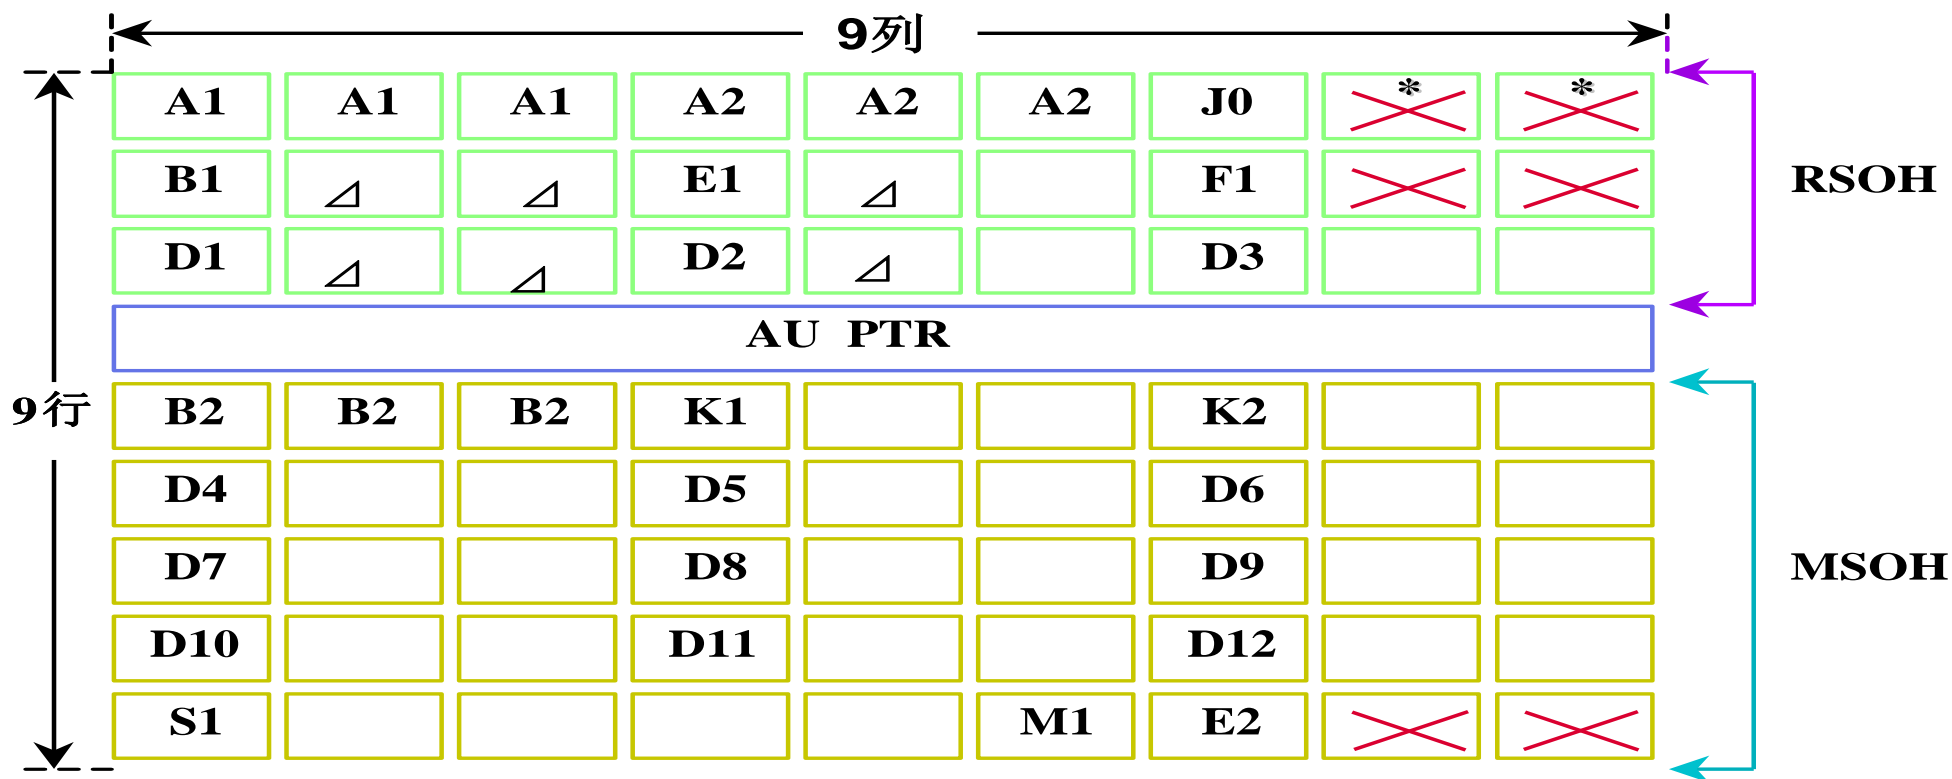 9列
A1 A1 A1 A2 A2 A2 J0 * *
B1 E1 F1 RSOH
D1 D2 D3
AU PTR
9行 B2 B2 B2 K1 K2
D4 D5 D6
D7 D8 D9 MSOH
D10 D11 D12
S1 M1 E2